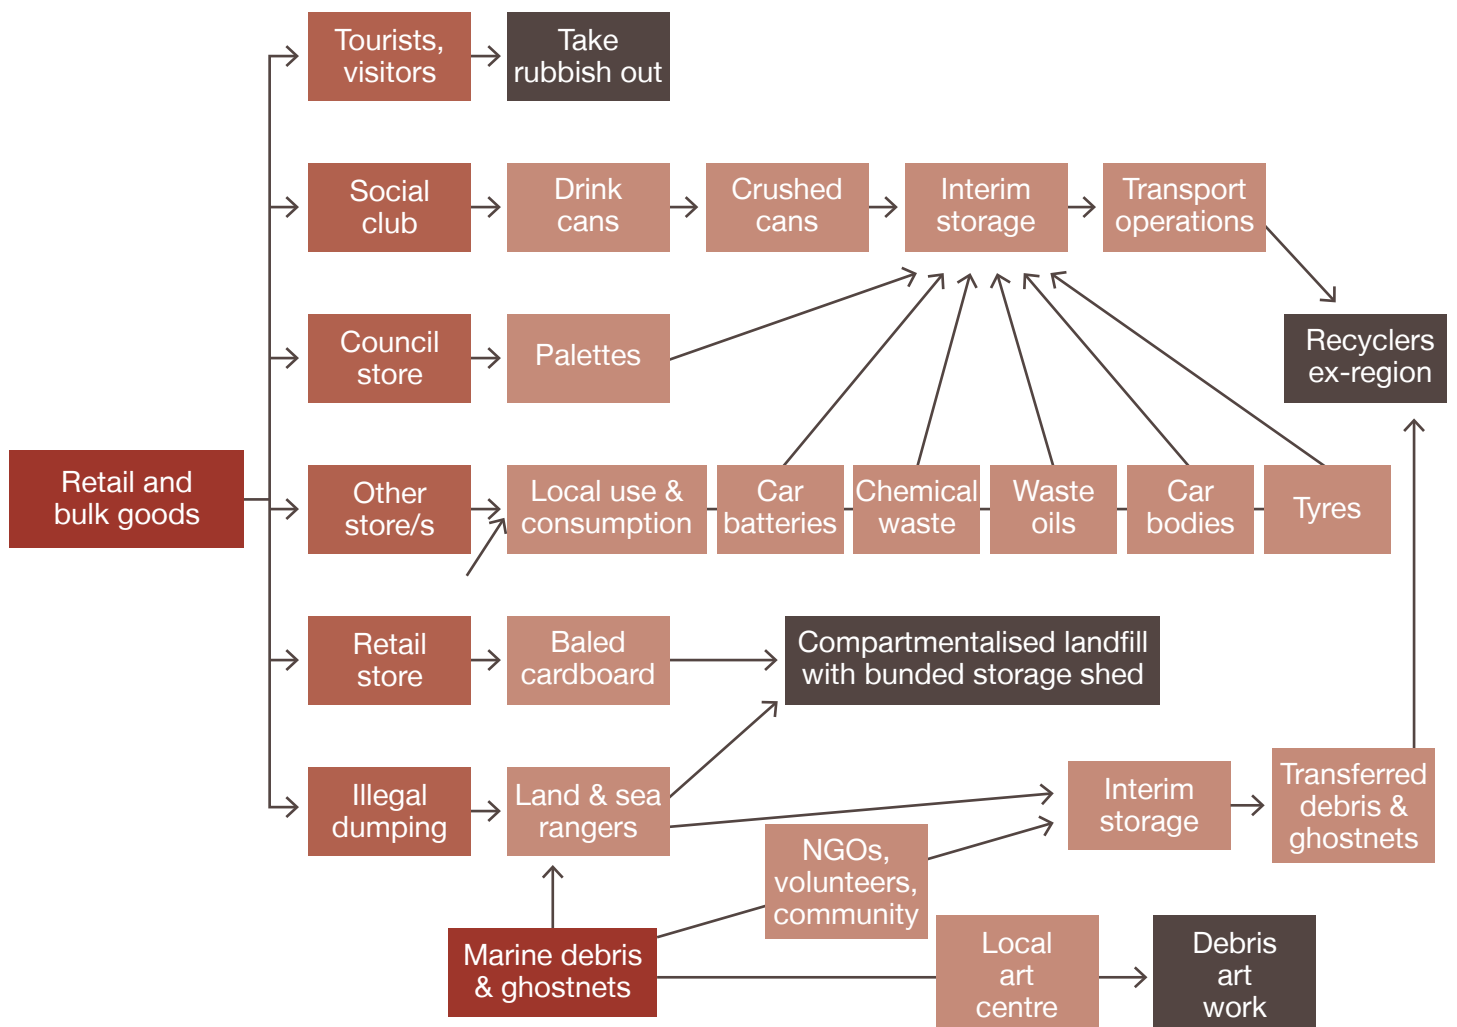 Tourists,
visitors
Take
rubbish out
Social
club
Drink
cans
Crushed
cans
Interim
storage
Transport
operations
Council
store
Palettes
Recyclers
ex-region
Retail and
bulk goods
Other
store/s
Local use &
consumption
Car
batteries
Chemical
waste
Waste
oils
Car
bodies
Tyres
Retail
store
Baled
cardboard
Compartmentalised landfill
with bunded storage shed
Illegal
dumping
Land & sea
rangers
Interim
storage
Transferred
debris &
ghostnets
NGOs,
volunteers,
community
Marine debris
& ghostnets
Local
art
centre
Debris
art
work